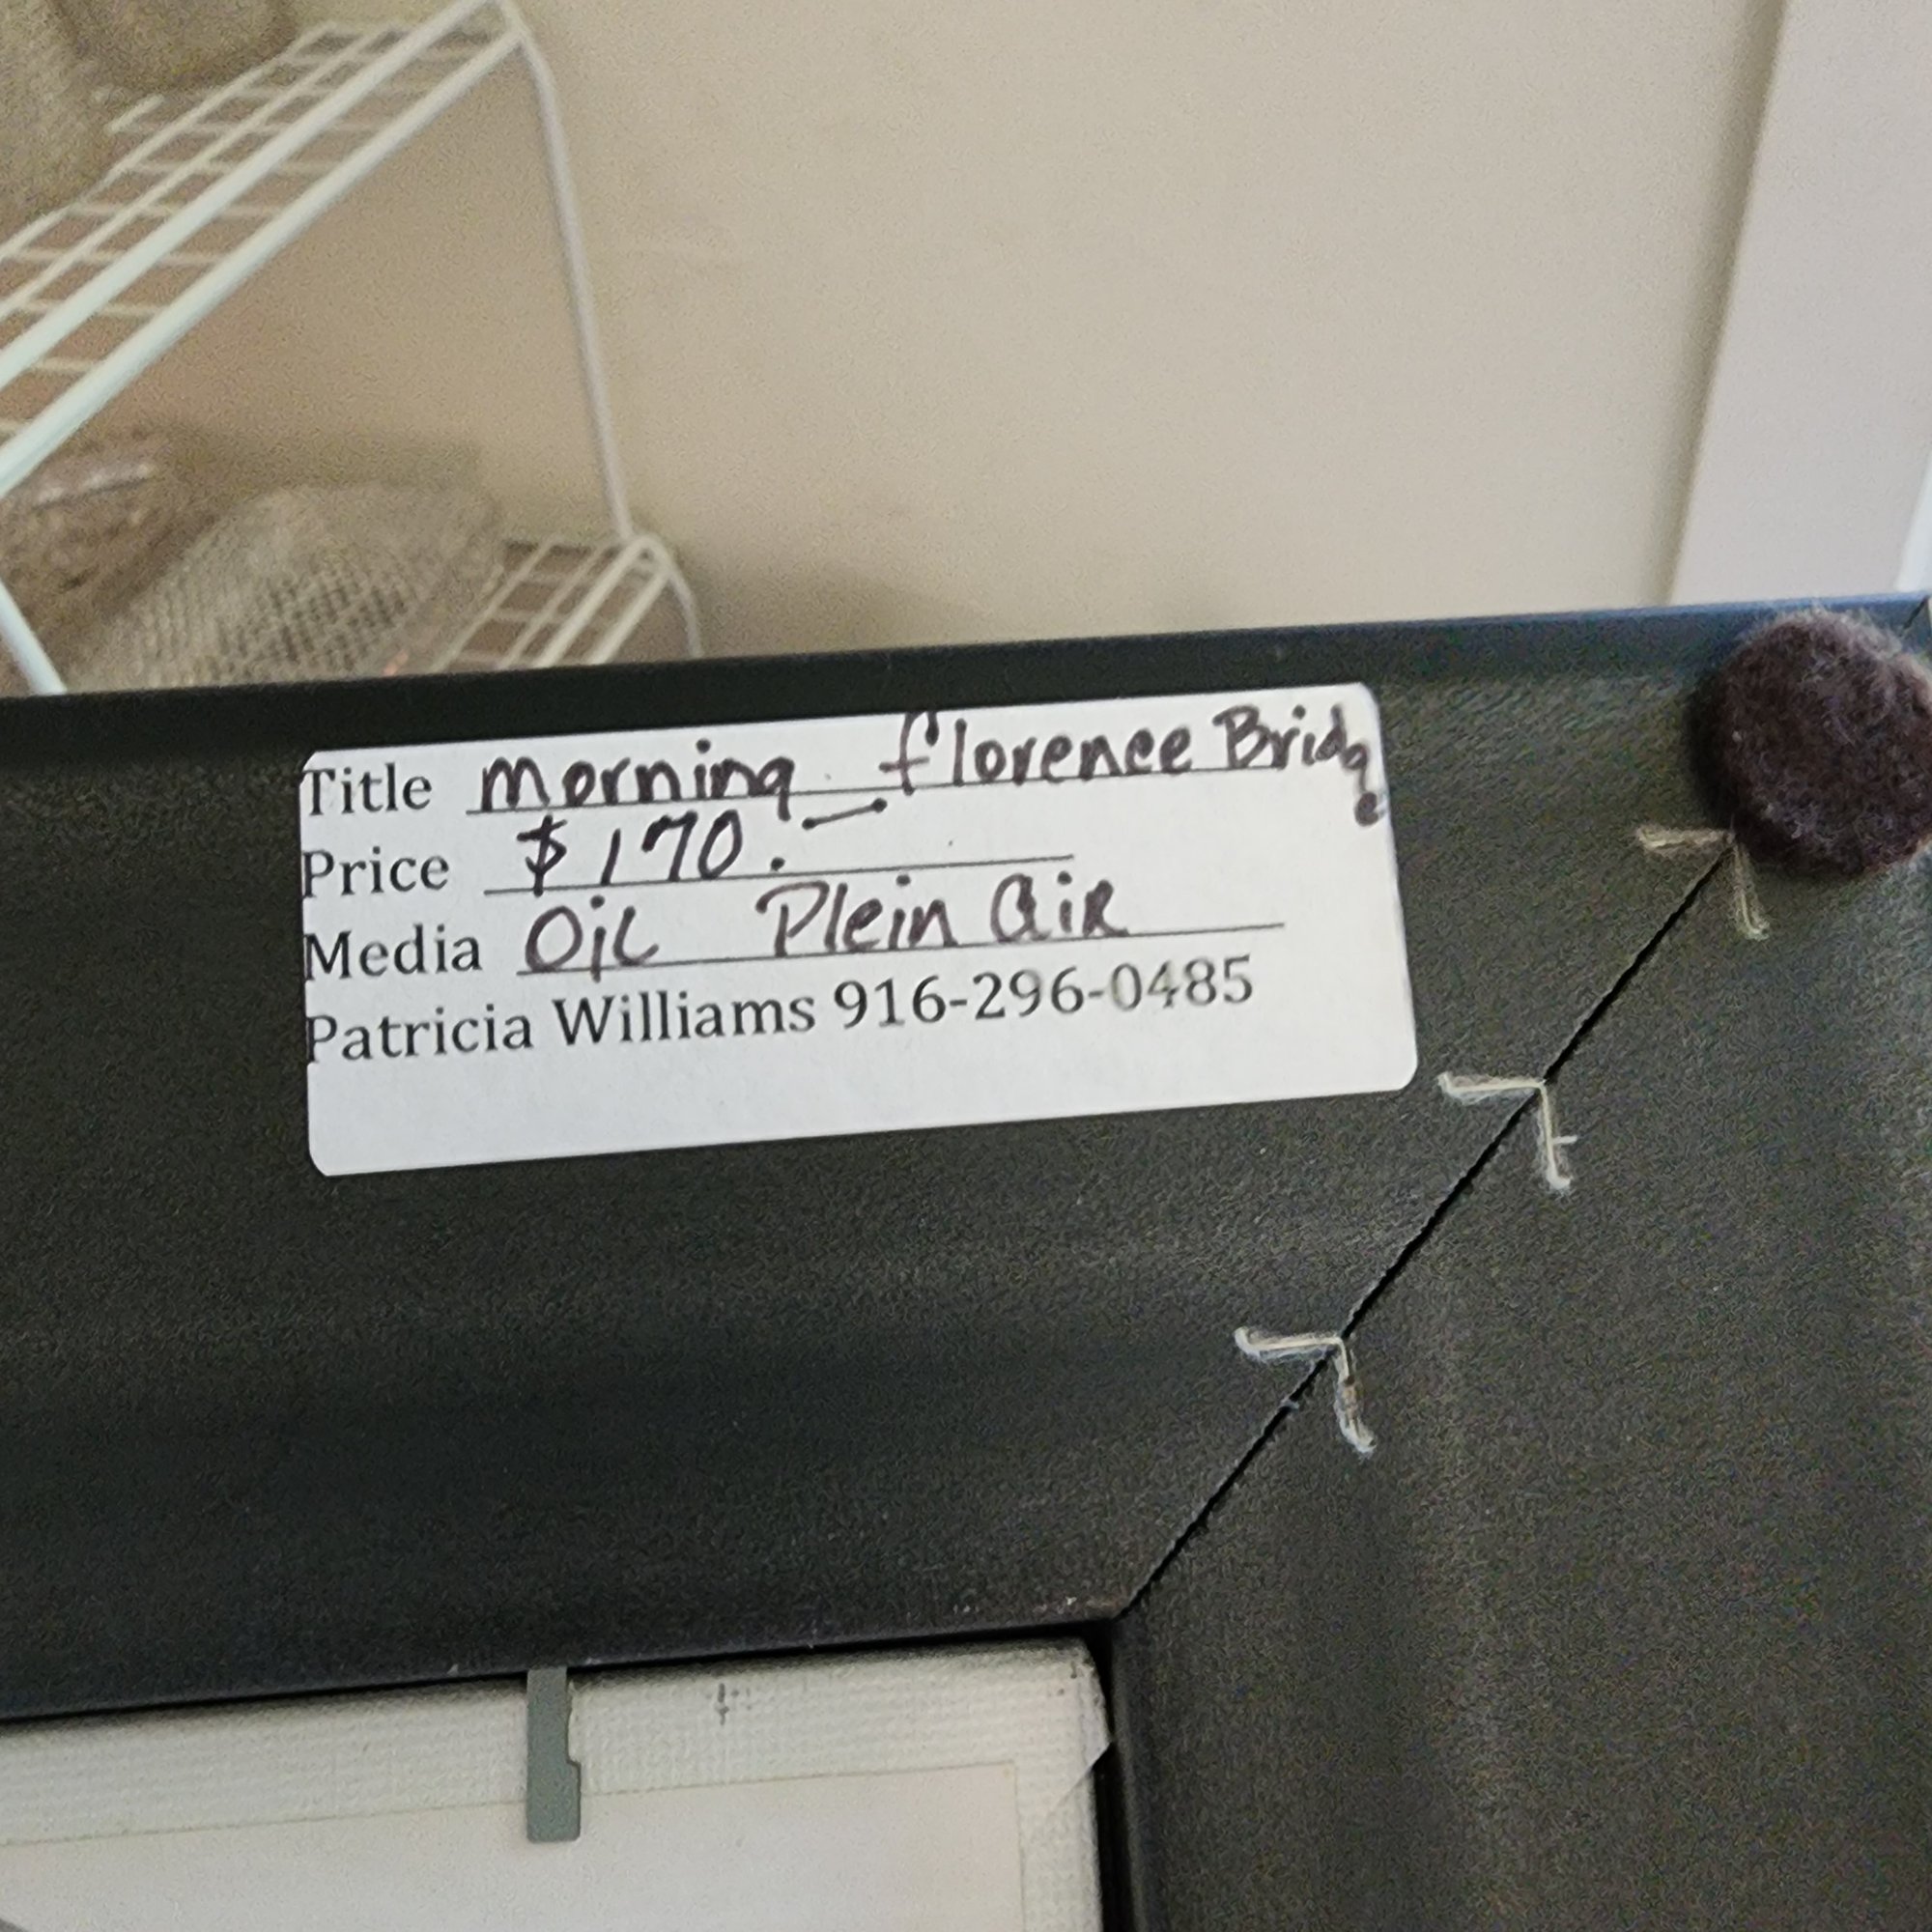 Title morning florence Bridge
Price $170.—
Media Oil Plein air
Patricia Williams 916-296-0485